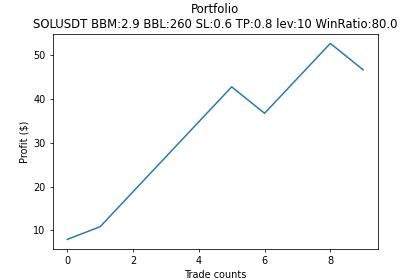 Portfolio
SOLUSDT BBM:2.9 BBL:260 SL:0.6 TP:0.8 lev:10 WinRatio:80.0
50
40
30
20
10
Profit ($)
0 2 4 6 8
Trade counts